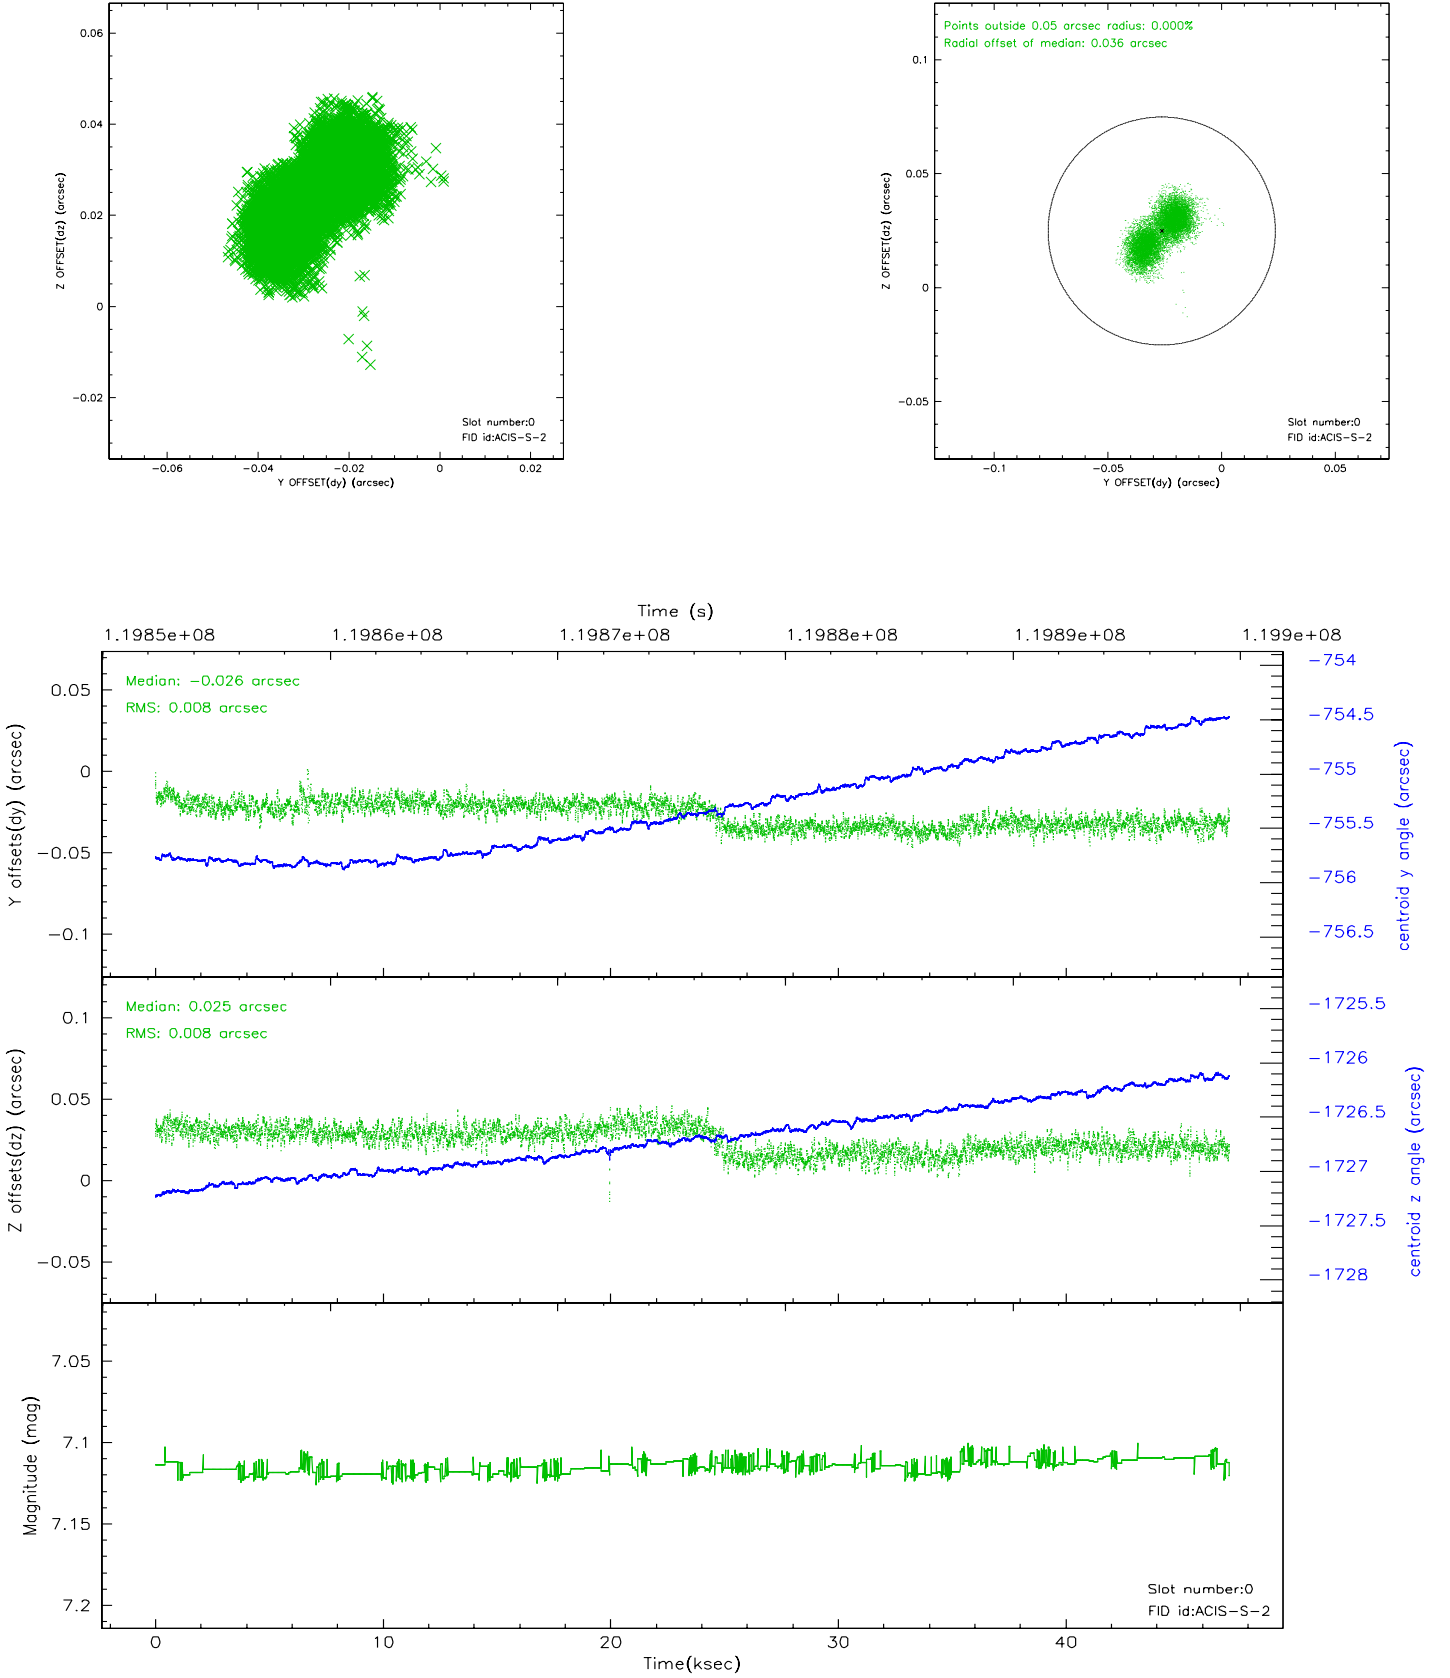 0.06
0.04
0.02
0
−0.02
Z OFFSET(dz) (arcsec)
Slot number:0
FID id:ACIS−S−2
−0.06 −0.04 −0.02 0 0.02
Y OFFSET(dy) (arcsec)
Points outside 0.05 arcsec radius: 0.000%
Radial offset of median: 0.036 arcsec
0.1
0.05
0
−0.05
Z OFFSET(dz) (arcsec)
Slot number:0
FID id:ACIS−S−2
−0.1 −0.05 0 0.05
Y OFFSET(dy) (arcsec)
Time (s)
1.1985e+08 1.1986e+08 1.1987e+08 1.1988e+08 1.1989e+08 1.199e+08
Median: −0.026 arcsec
RMS: 0.008 arcsec
0.05
0
−0.05
−0.1
Y offsets(dy) (arcsec)
−754
−754.5
−755
−755.5
−756
−756.5
centroid y angle (arcsec)
Median: 0.025 arcsec
RMS: 0.008 arcsec
0.1
0.05
0
−0.05
Z offsets(dz) (arcsec)
−1725.5
−1726
−1726.5
−1727
−1727.5
−1728
centroid z angle (arcsec)
7.05
7.1
7.15
7.2
Magnitude (mag)
Slot number:0
FID id:ACIS−S−2
0 10 20 30 40
Time(ksec)